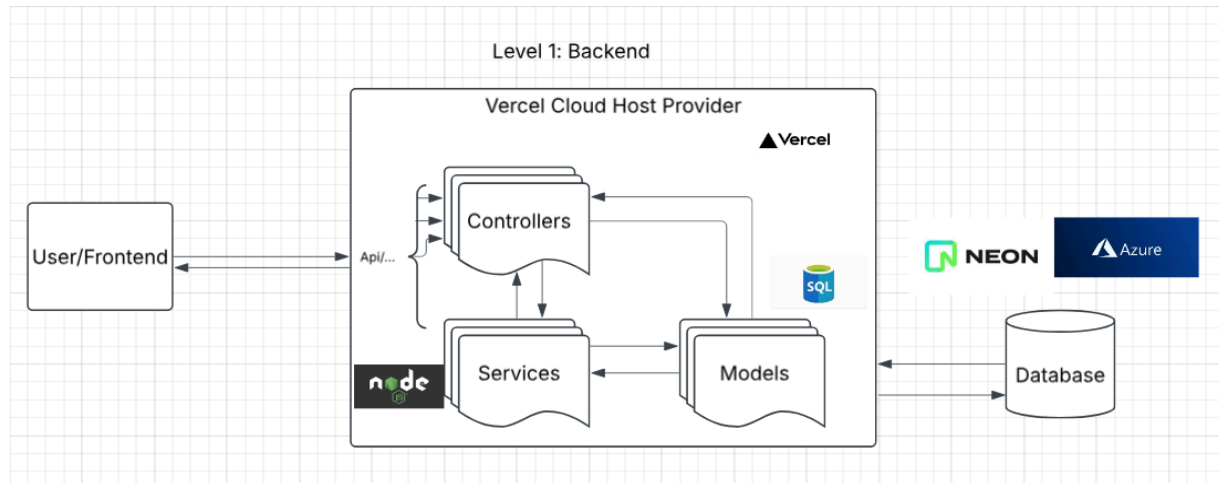 Level 1: Backend
Vercel Cloud Host Provider
Vercel
Controllers
User/Frontend
Api/...
NEON
Azure
SQL
node
JS
Services
Models
Database